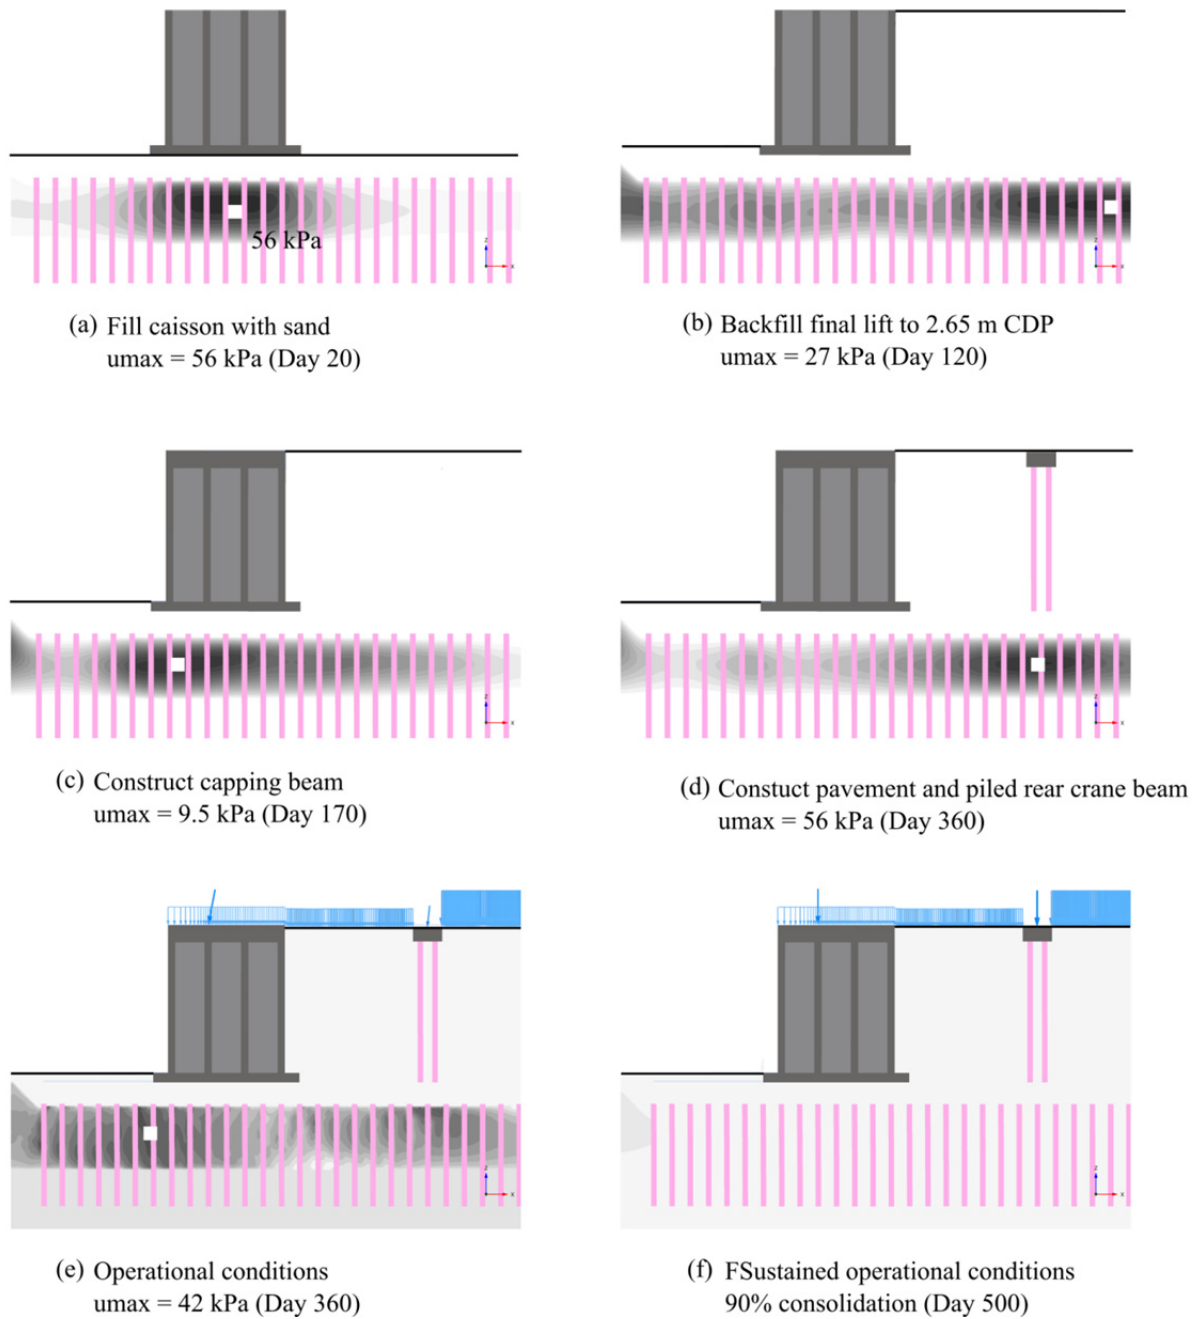 56 kPa
(a) Fill caisson with sand
umax = 56 kPa (Day 20)
(b) Backfill final lift to 2.65 m CDP
umax = 27 kPa (Day 120)
(c) Construct capping beam
umax = 9.5 kPa (Day 170)
(d) Constuct pavement and piled rear crane beam
umax = 56 kPa (Day 360)
(e) Operational conditions
umax = 42 kPa (Day 360)
(f) FSustained operational conditions
90% consolidation (Day 500)